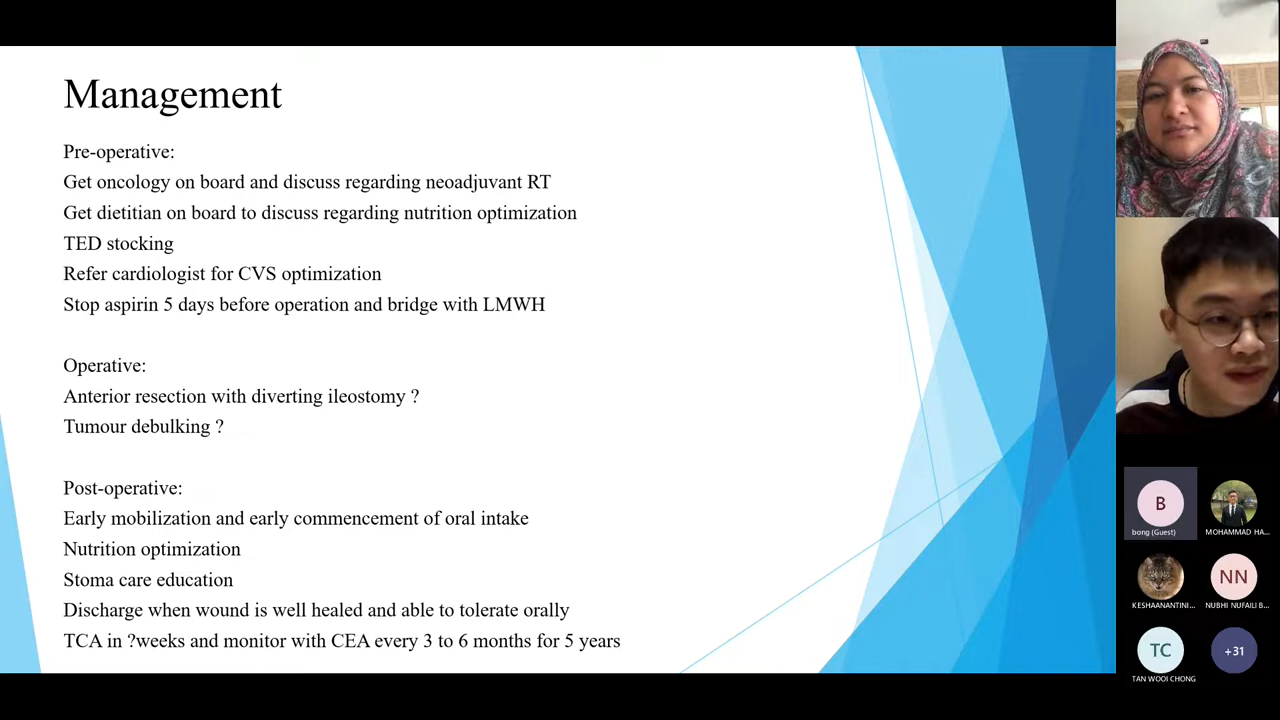 Management
Pre-operative:
Get oncology on board and discuss regarding neoadjuvant RT
Get dietitian on board to discuss regarding nutrition optimization
TED stocking
Refer cardiologist for CVS optimization
Stop aspirin 5 days before operation and bridge with LMWH
Operative:
Anterior resection with diverting ileostomy ?
Tumour debulking ?
Post-operative:
Early mobilization and early commencement of oral intake
Nutrition optimization
Stoma care education
Discharge when wound is well healed and able to tolerate orally
TCA in ?weeks and monitor with CEA every 3 to 6 months for 5 years
B
bong (Guest)
MOHAMMAD HA...
KESHAANANTINI...
NN
NUBHI NUFAILI B...
TC
TAN WOOI CHONG
+31